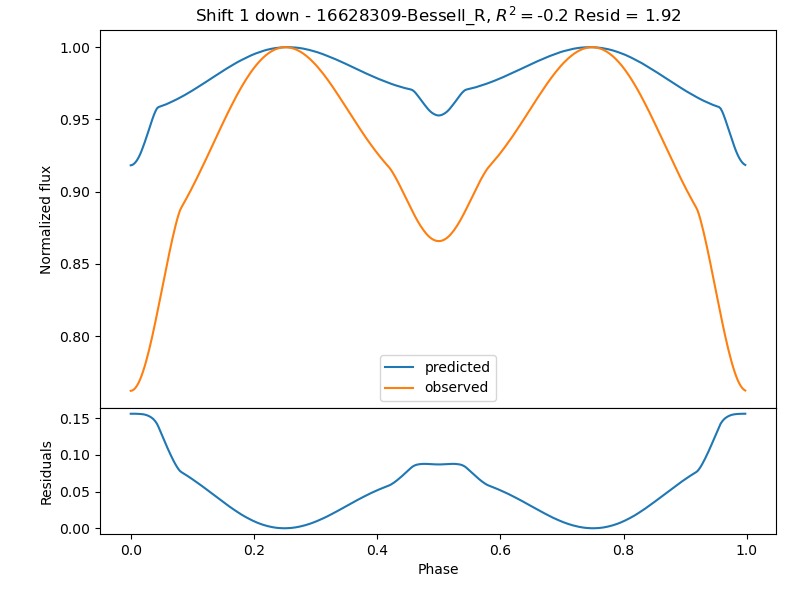 Shift 1 down - 16628309-Bessell_R, R² = -0.2 Resid = 1.92
1.00
0.95
0.90
0.85
0.80
Normalized flux
predicted
observed
0.15
0.10
0.05
0.00
Residuals
0.0 0.2 0.4 0.6 0.8 1.0
Phase